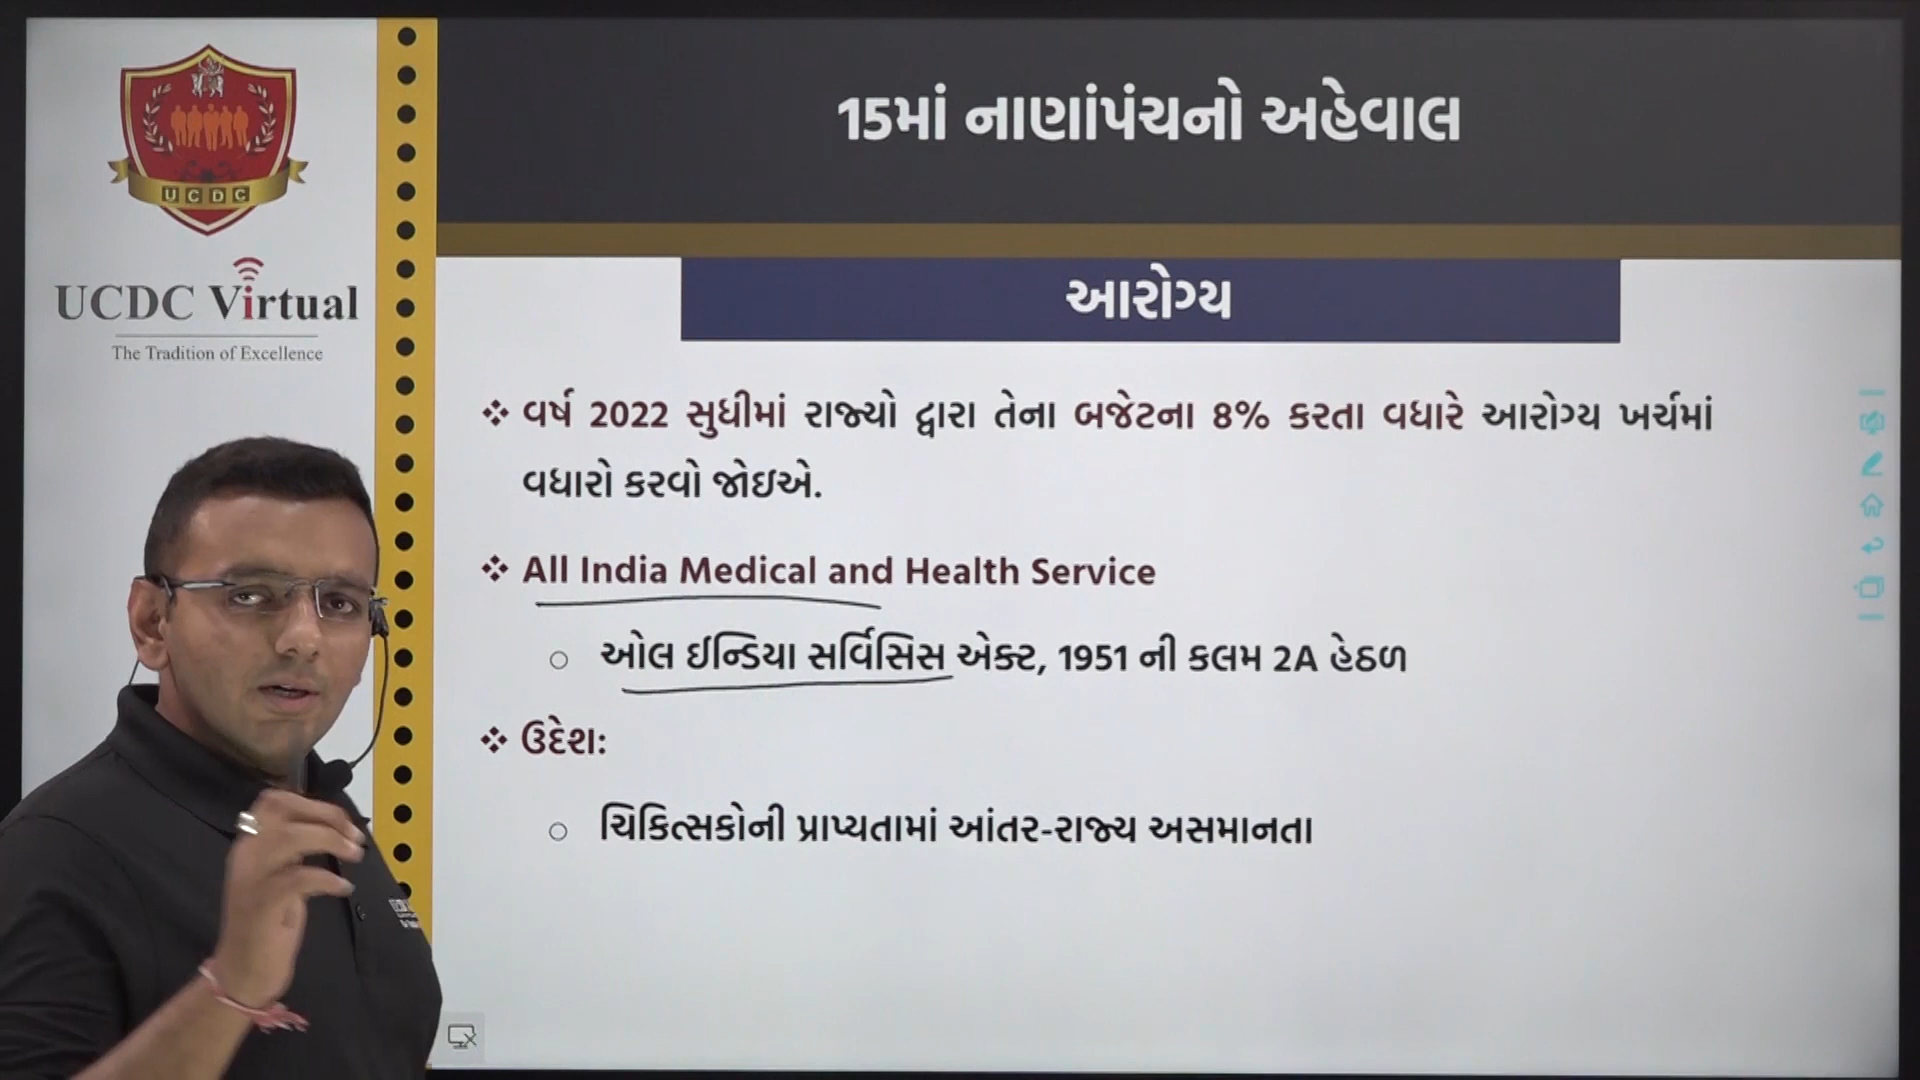 UCDC
UCDC Virtual
The Tradition of Excellence
15માં નાણાંપંચનો અહેવાલ
આરોગ્ય
❖ વર્ષ 2022 સુધીમાં રાજ્યો દ્વારા તેના બજેટના 8% કરતા વધારે આરોગ્ય ખર્ચમાં
વધારો કરવો જોઇએ.
❖ All India Medical and Health Service
○ ઓલ ઈન્ડિયા સર્વિસિસ એક્ટ, 1951 ની કલમ 2A હેઠળ
❖ ઉદેશ:
○ ચિકિત્સકોની પ્રાપ્યતામાં આંતર-રાજ્ય અસમાનતા